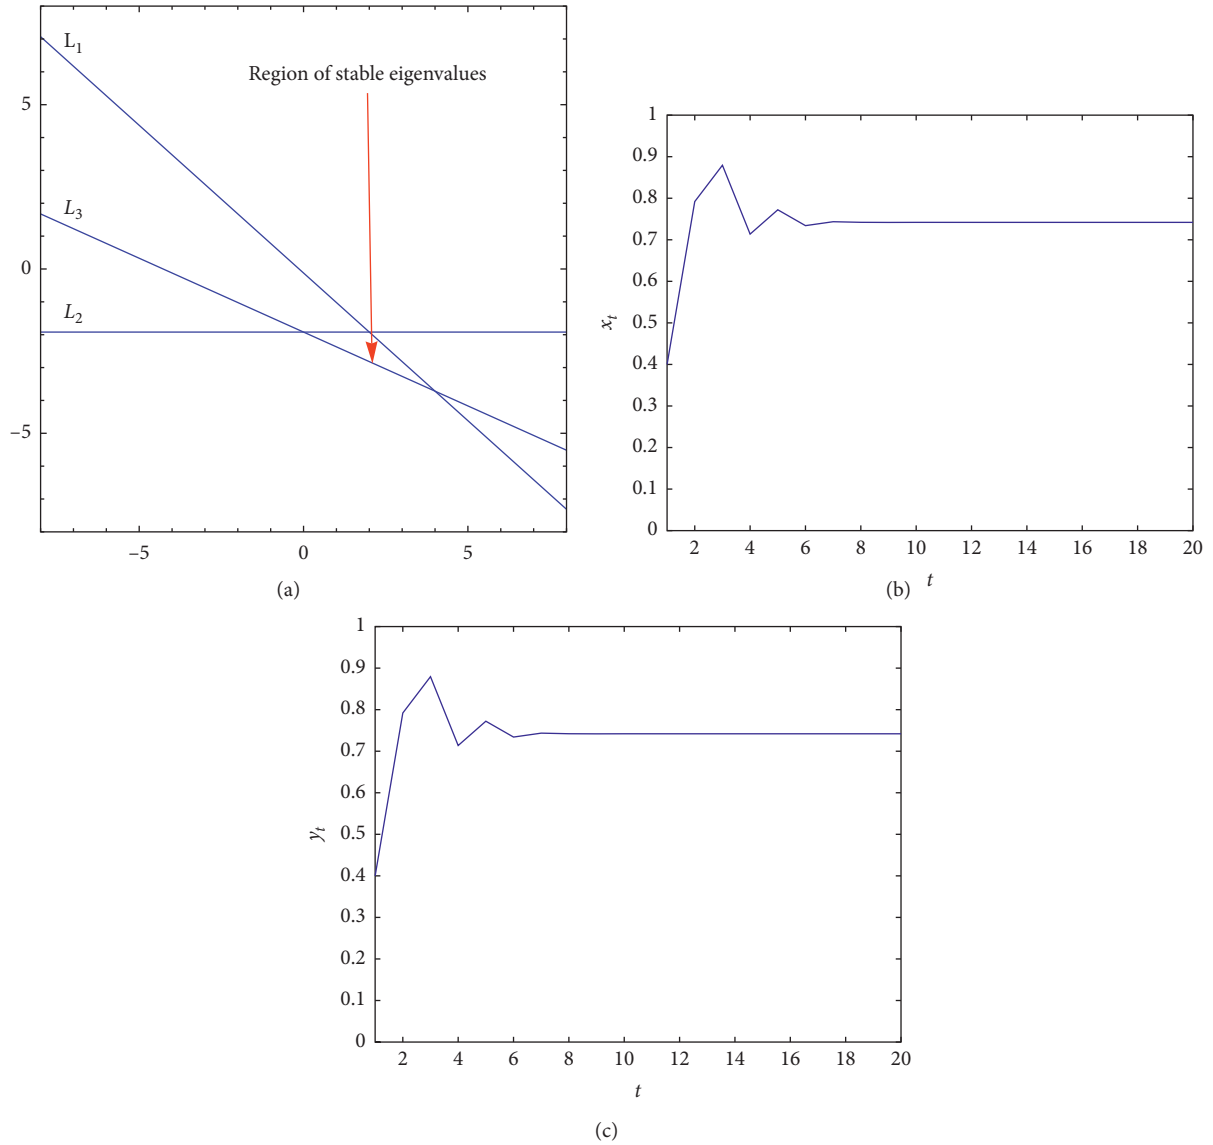 L₁
Region of stable eigenvalues
5
L₃
0
L₂
–5
–5 0 5
(a)
1
0.9
0.8
0.7
0.6
0.5
0.4
0.3
0.2
0.1
0
xₜ
2 4 6 8 10 12 14 16 18 20
t
(b)
1
0.9
0.8
0.7
0.6
0.5
0.4
0.3
0.2
0.1
0
yₜ
2 4 6 8 10 12 14 16 18 20
t
(c)